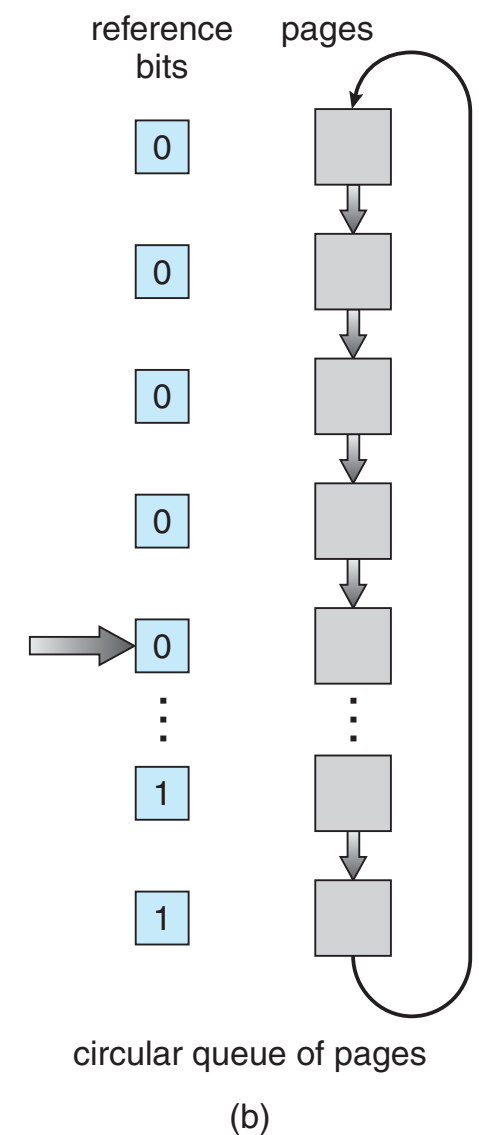 reference bits
pages
0
0
0
0
0
1
1
circular queue of pages
(b)